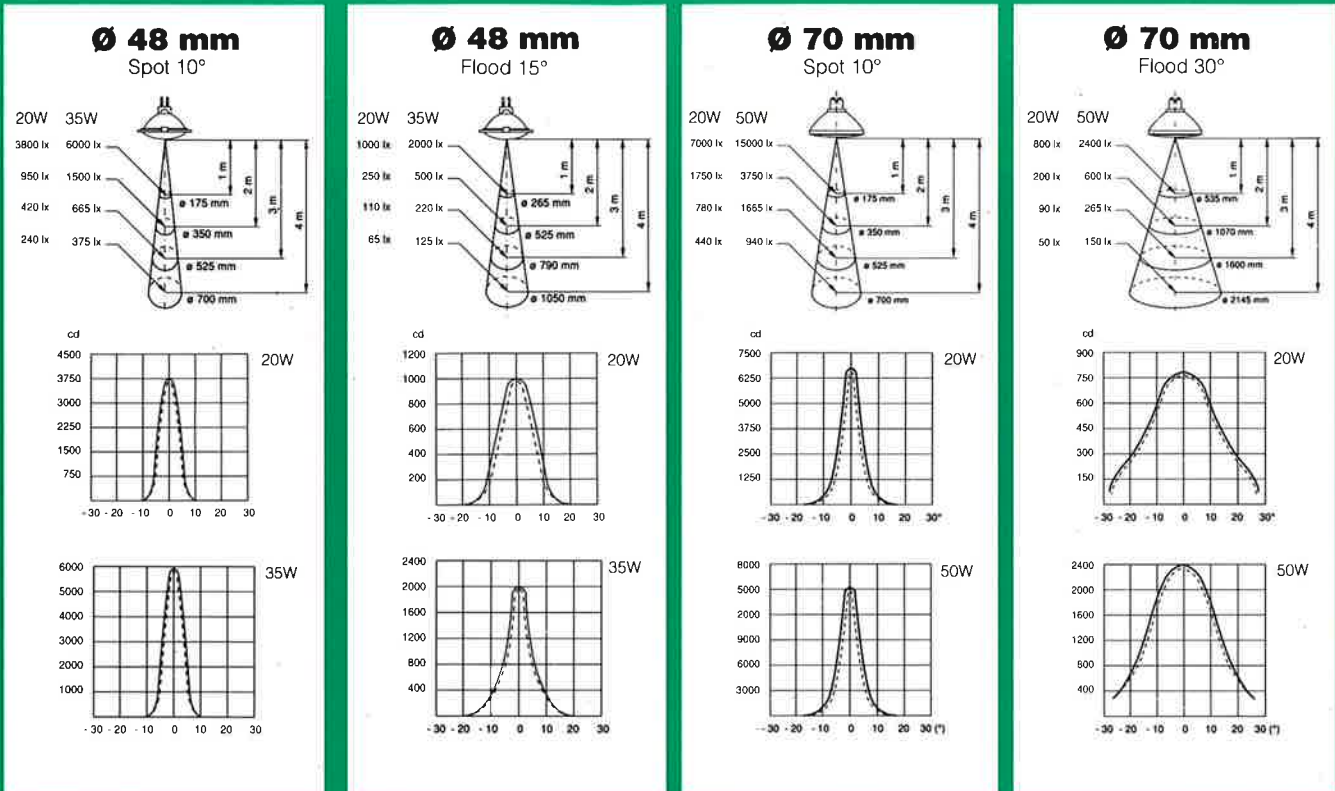 Ø 48 mm
Spot 10°
20W 35W
3800 lx 6000 lx
950 lx 1500 lx
420 lx 665 lx
240 lx 375 lx
1 m
2 m
3 m
4 m
ø 175 mm
ø 350 mm
ø 525 mm
ø 700 mm
cd
20W
4500
3750
3000
2250
1500
750
- 30 - 20 - 10 0 10 20 30
35W
6000
5000
4000
3000
2000
1000
- 30 - 20 - 10 0 10 20 30
Ø 48 mm
Flood 15°
20W 35W
1000 lx 2000 lx
250 lx 500 lx
110 lx 220 lx
65 lx 125 lx
1 m
2 m
3 m
4 m
ø 265 mm
ø 525 mm
ø 790 mm
ø 1050 mm
cd
20W
1200
1000
800
600
400
200
- 30 - 20 - 10 0 10 20 30
35W
2400
2000
1600
1200
800
400
- 30 - 20 - 10 0 10 20 30
Ø 70 mm
Spot 10°
20W 50W
7000 lx 15000 lx
1750 lx 3750 lx
780 lx 1665 lx
440 lx 940 lx
1 m
2 m
3 m
4 m
ø 175 mm
ø 350 mm
ø 525 mm
ø 700 mm
cd
20W
7500
6250
5000
3750
2500
1250
- 30 - 20 - 10 0 10 20 30°
50W
8000
5000
2000
9000
6000
3000
- 30 - 20 - 10 0 10 20 30 (°)
Ø 70 mm
Flood 30°
20W 50W
800 lx 2400 lx
200 lx 600 lx
90 lx 265 lx
50 lx 150 lx
1 m
2 m
3 m
4 m
ø 535 mm
ø 1070 mm
ø 1600 mm
ø 2145 mm
cd
20W
900
750
600
450
300
150
- 30 - 20 - 10 0 10 20 30°
50W
2400
2000
1600
1200
800
400
- 30 - 20 - 10 0 10 20 30 (°)